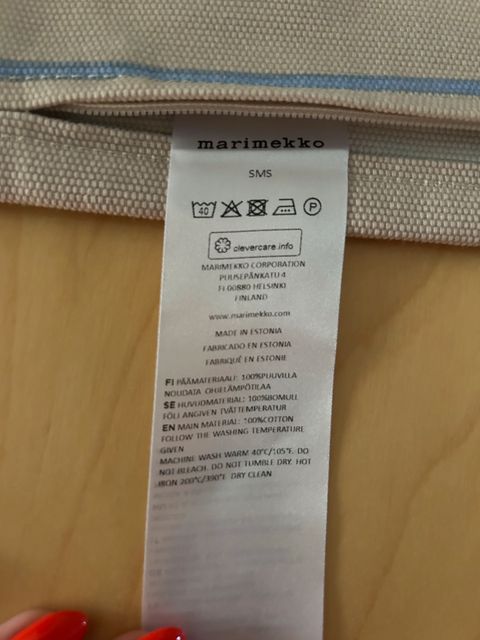 marimekko
SMS
40 P
clevercare.info
MARIMEKKO CORPORATION
PUUSEPÄNKATU 4
FI 00880 HELSINKI
FINLAND
www.marimekko.com
MADE IN ESTONIA
FABRICADO EN ESTONIA
FABRIQUÉ EN ESTONIE
FI PÄÄMATERIAALI: 100%PUUVILLA
NOUDATA OHJELÄMPÖTILAA
SE HUVUDMATERIAL: 100%BOMULL
FÖLJ ANGIVEN TVÄTTEMPERATUR
EN MAIN MATERIAL: 100%COTTON
FOLLOW THE WASHING TEMPERATURE
GIVEN
MACHINE WASH WARM 40°C/105°F. DO
NOT BLEACH. DO NOT TUMBLE DRY. HOT
IRON 200°C/390°F. DRY CLEAN